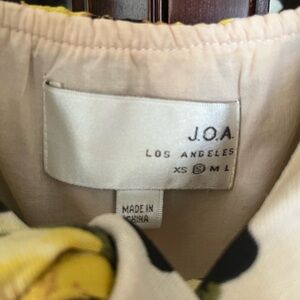 J.O.A.
LOS ANGELES
XS S M L
MADE IN
CHINA